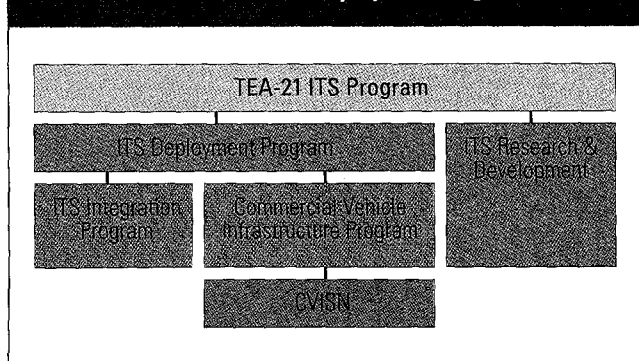 TEA-21 ITS Program
ITS Deployment Program
ITS Research &
Development
ITS Integration
Program
Commercial Vehicle
Infrastructure Program
CVISN